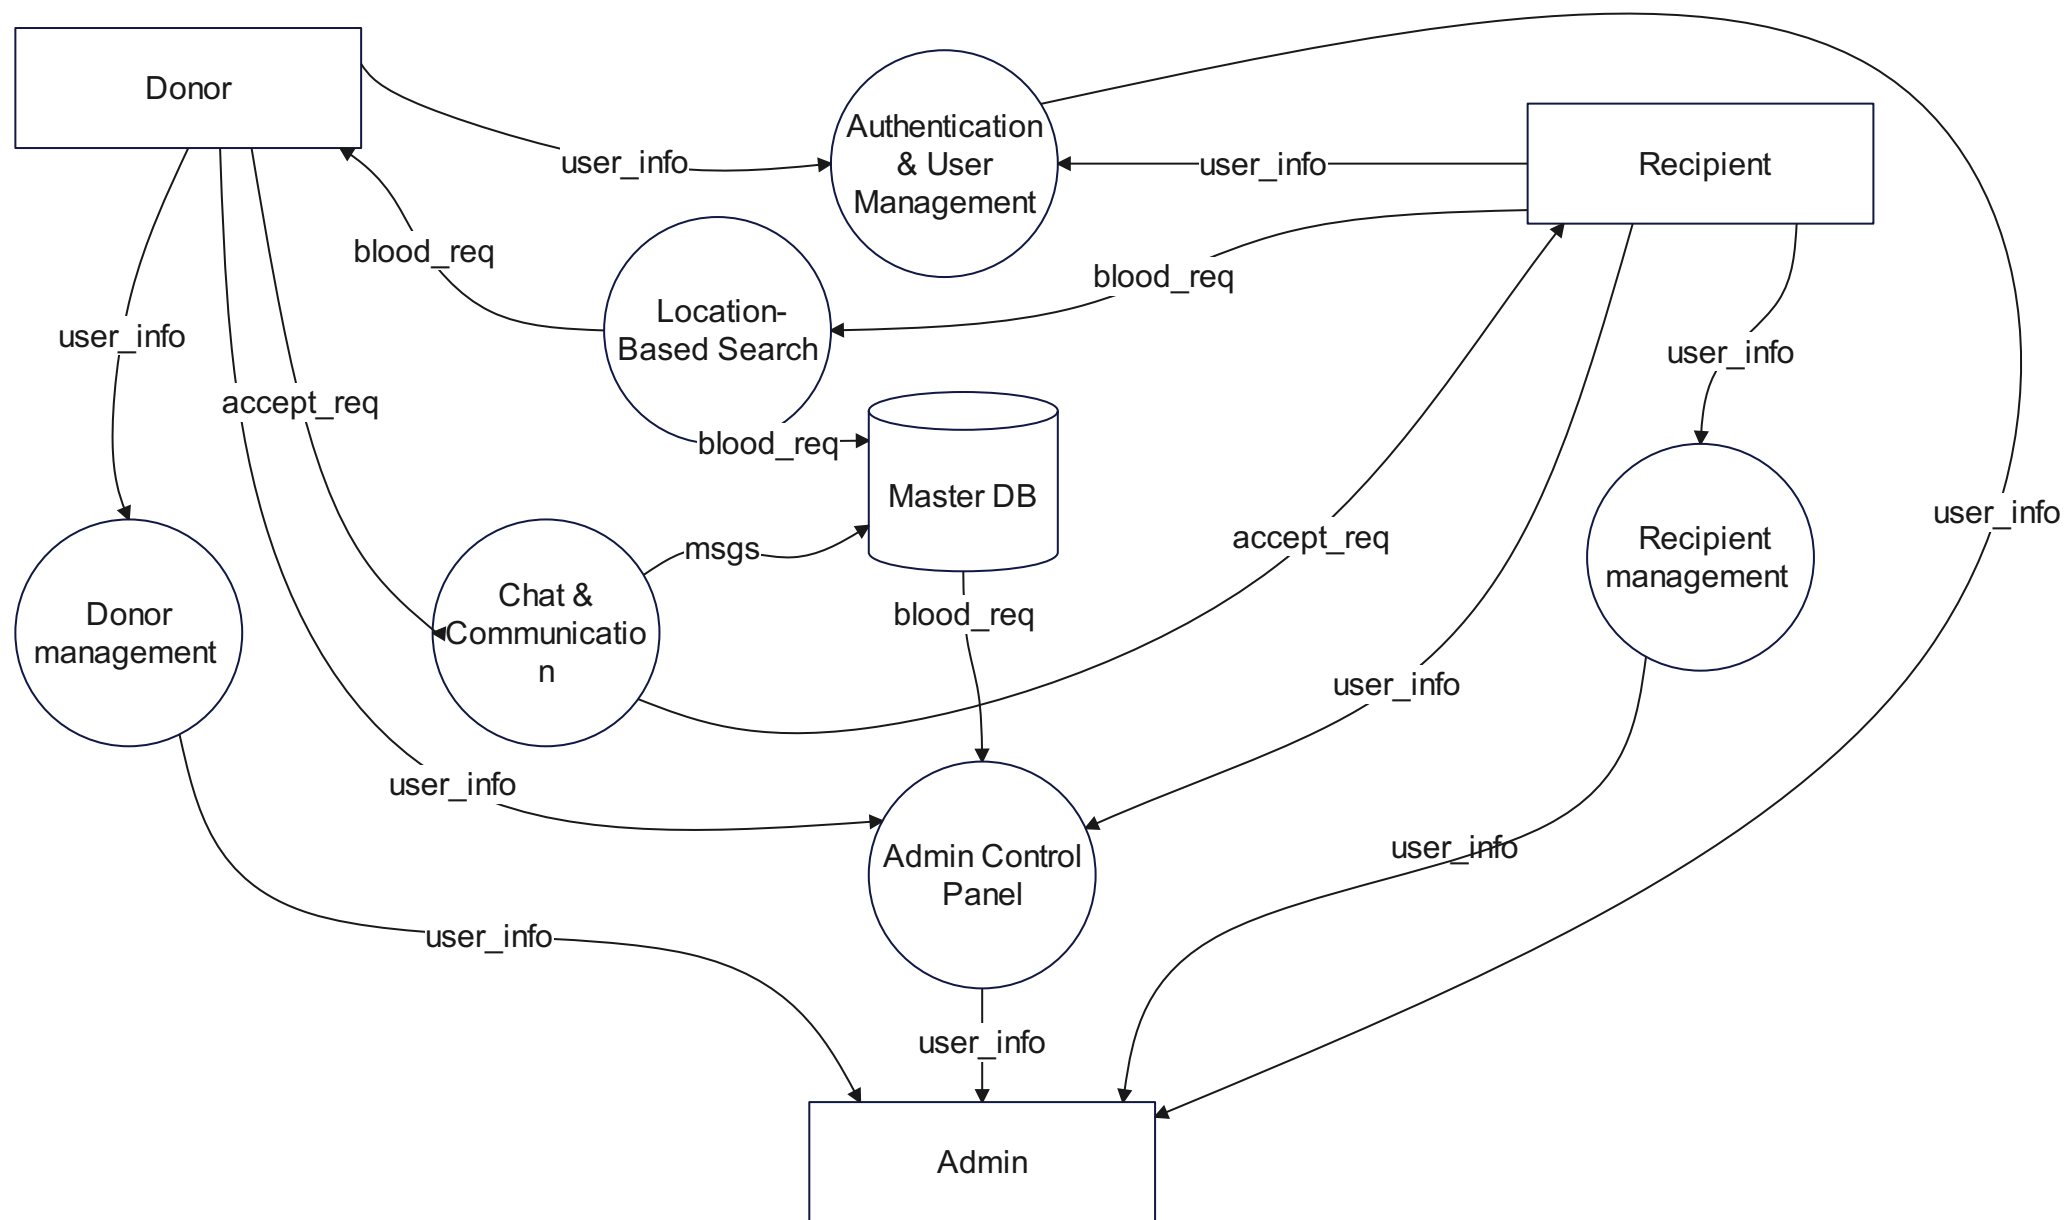 Donor
Authentication
& User
Management
user_info
user_info
Recipient
blood_req
blood_req
Location-
Based Search
user_info
user_info
accept_req
blood_req
Master DB
user_info
accept_req
msgs
Recipient
management
Chat &
Communicatio
n
Donor
management
blood_req
user_info
user_info
Admin Control
Panel
user_info
user_info
user_info
Admin